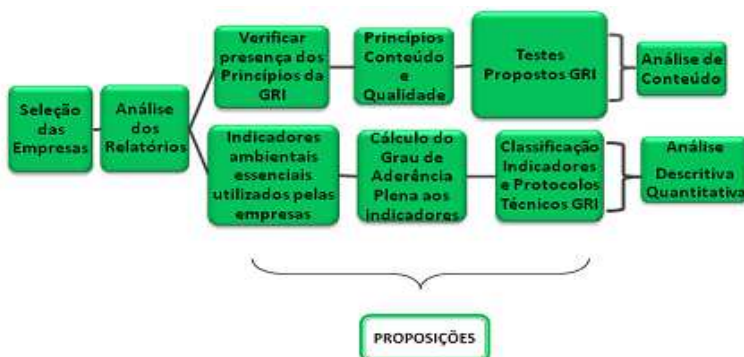 Seleção
das
Empresas
Análise
dos
Relatórios
Verificar
presença dos
Princípios da
GRI
Princípios
Conteúdo
e
Qualidade
Testes
Propostos GRI
Análise de
Conteúdo
Indicadores
ambientais
essenciais
utilizados pelas
empresas
Cálculo do
Grau de
Aderência
Plena aos
indicadores
Classificação
Indicadores
e Protocolos
Técnicos GRI
Análise
Descritiva
Quantitativa
PROPOSIÇÕES